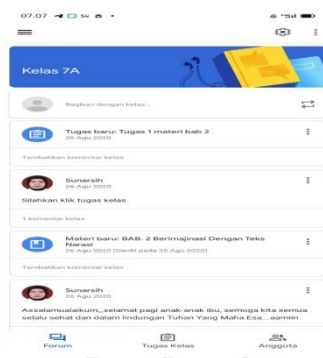 07.07
Kelas 7A
Bagikan dengan kelas...
Tugas baru: Tugas 1 materi bab 2
26 Agu 2020
Tambahkan komentar kelas
Sunarsih
26 Agu 2020
Silahkan klik tugas kelas
1 komentar kelas
Materi baru: BAB. 2 Berimajinasi Dengan Teks
Narasi
26 Agu 2020 (Diedit pada 26 Agu 2020)
Tambahkan komentar kelas
Sunarsih
26 Agu 2020
Assalamualaikum,,selamat pagi anak-anak ibu, semoga kita semua
selalu sehat dan dalam lindungan Tuhan Yang Maha Esa...aamiin
Forum
Tugas Kelas
Anggota